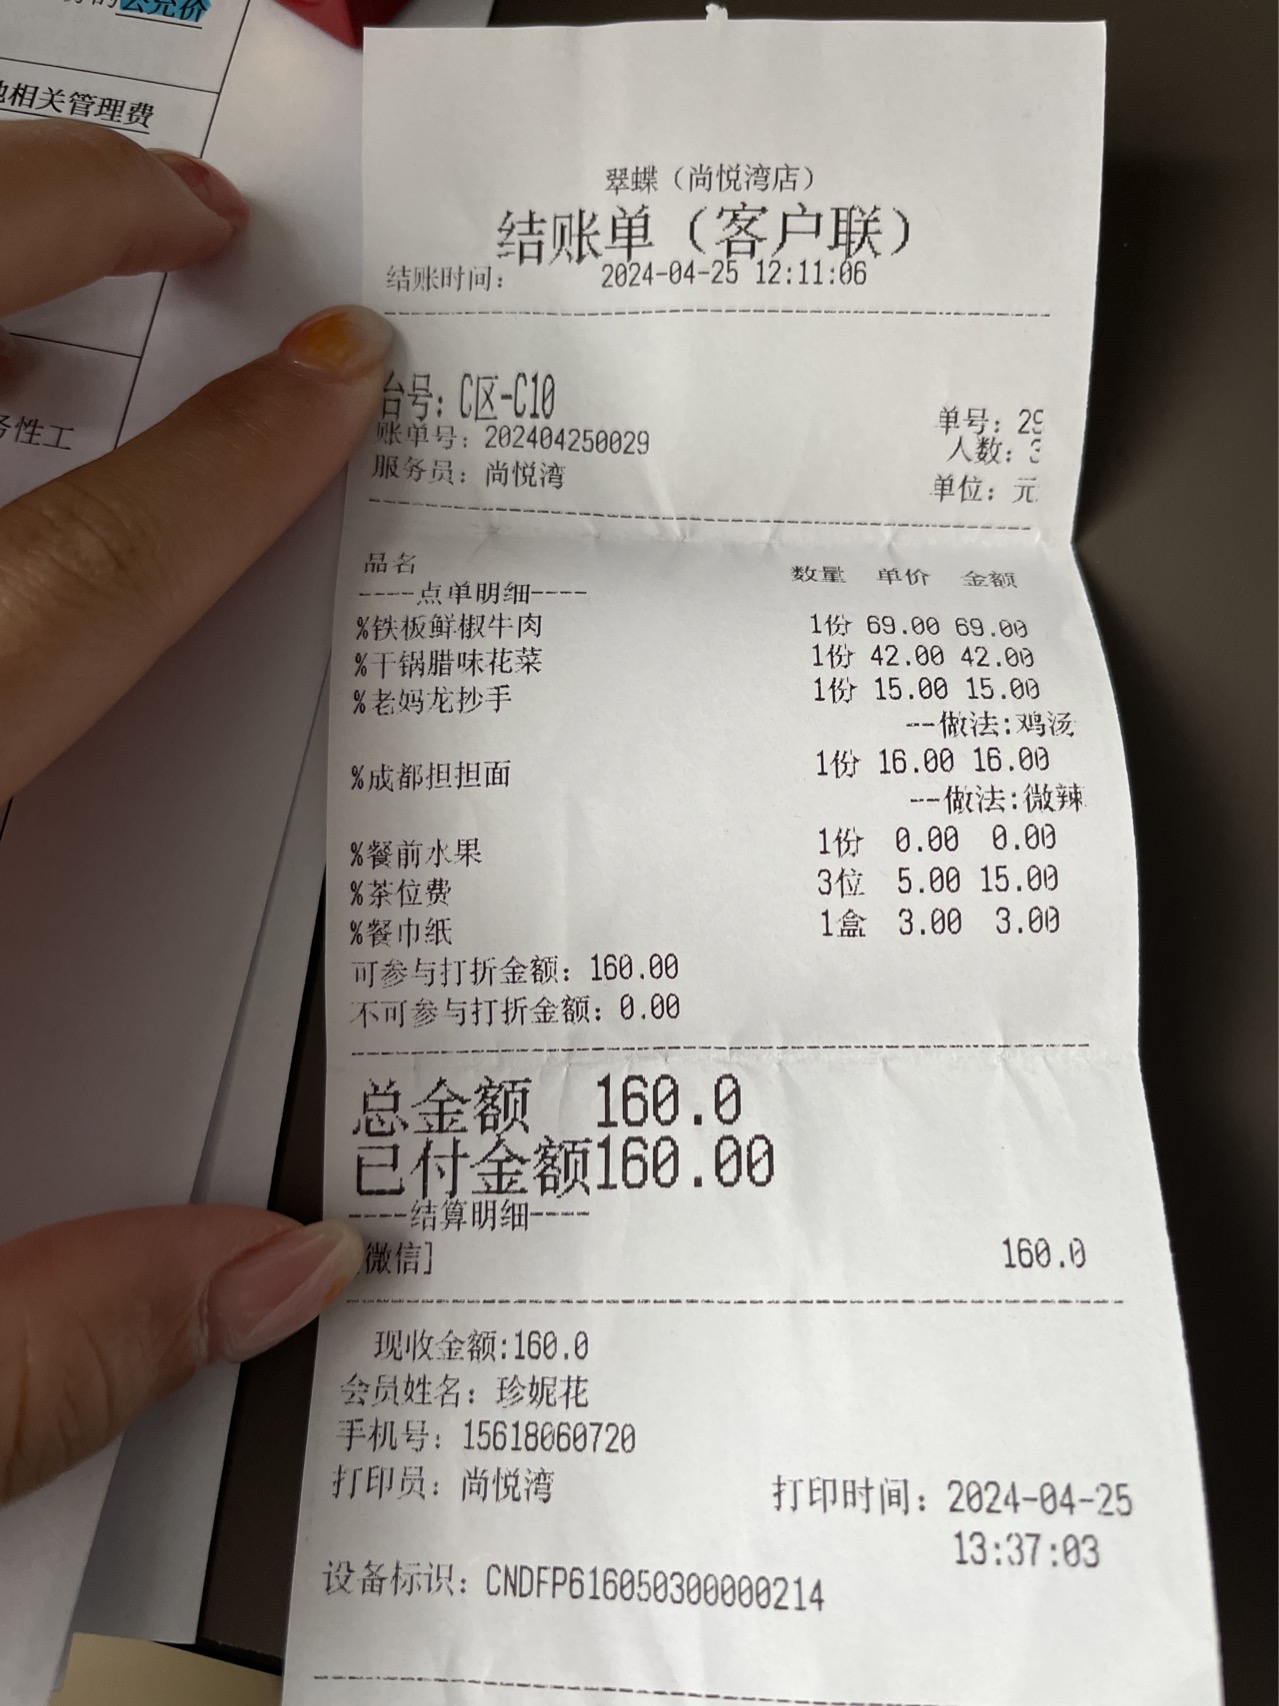 会兑价
相关管理费
性工
翠蝶（尚悦湾店）
结账单（客户联）
结账时间： 2024-04-25 12:11:06
台号：C区-C10
单号：29
账单号：202404250029
人数：3
服务员：尚悦湾
单位：元
品名 数量 单价 金额
----点单明细----
%铁板鲜椒牛肉 1份 69.00 69.00
%干锅腊味花菜 1份 42.00 42.00
%老妈龙抄手 1份 15.00 15.00
--做法:鸡汤
%成都担担面 1份 16.00 16.00
--做法:微辣
%餐前水果 1份 0.00 0.00
%茶位费 3位 5.00 15.00
%餐巾纸 1盒 3.00 3.00
可参与打折金额：160.00
不可参与打折金额：0.00
总金额 160.0
已付金额160.00
----结算明细----
微信] 160.0
现收金额:160.0
会员姓名：珍妮花
手机号：15618060720
打印员：尚悦湾 打印时间：2024-04-25
13:37:03
设备标识：CNDFP616050300000214